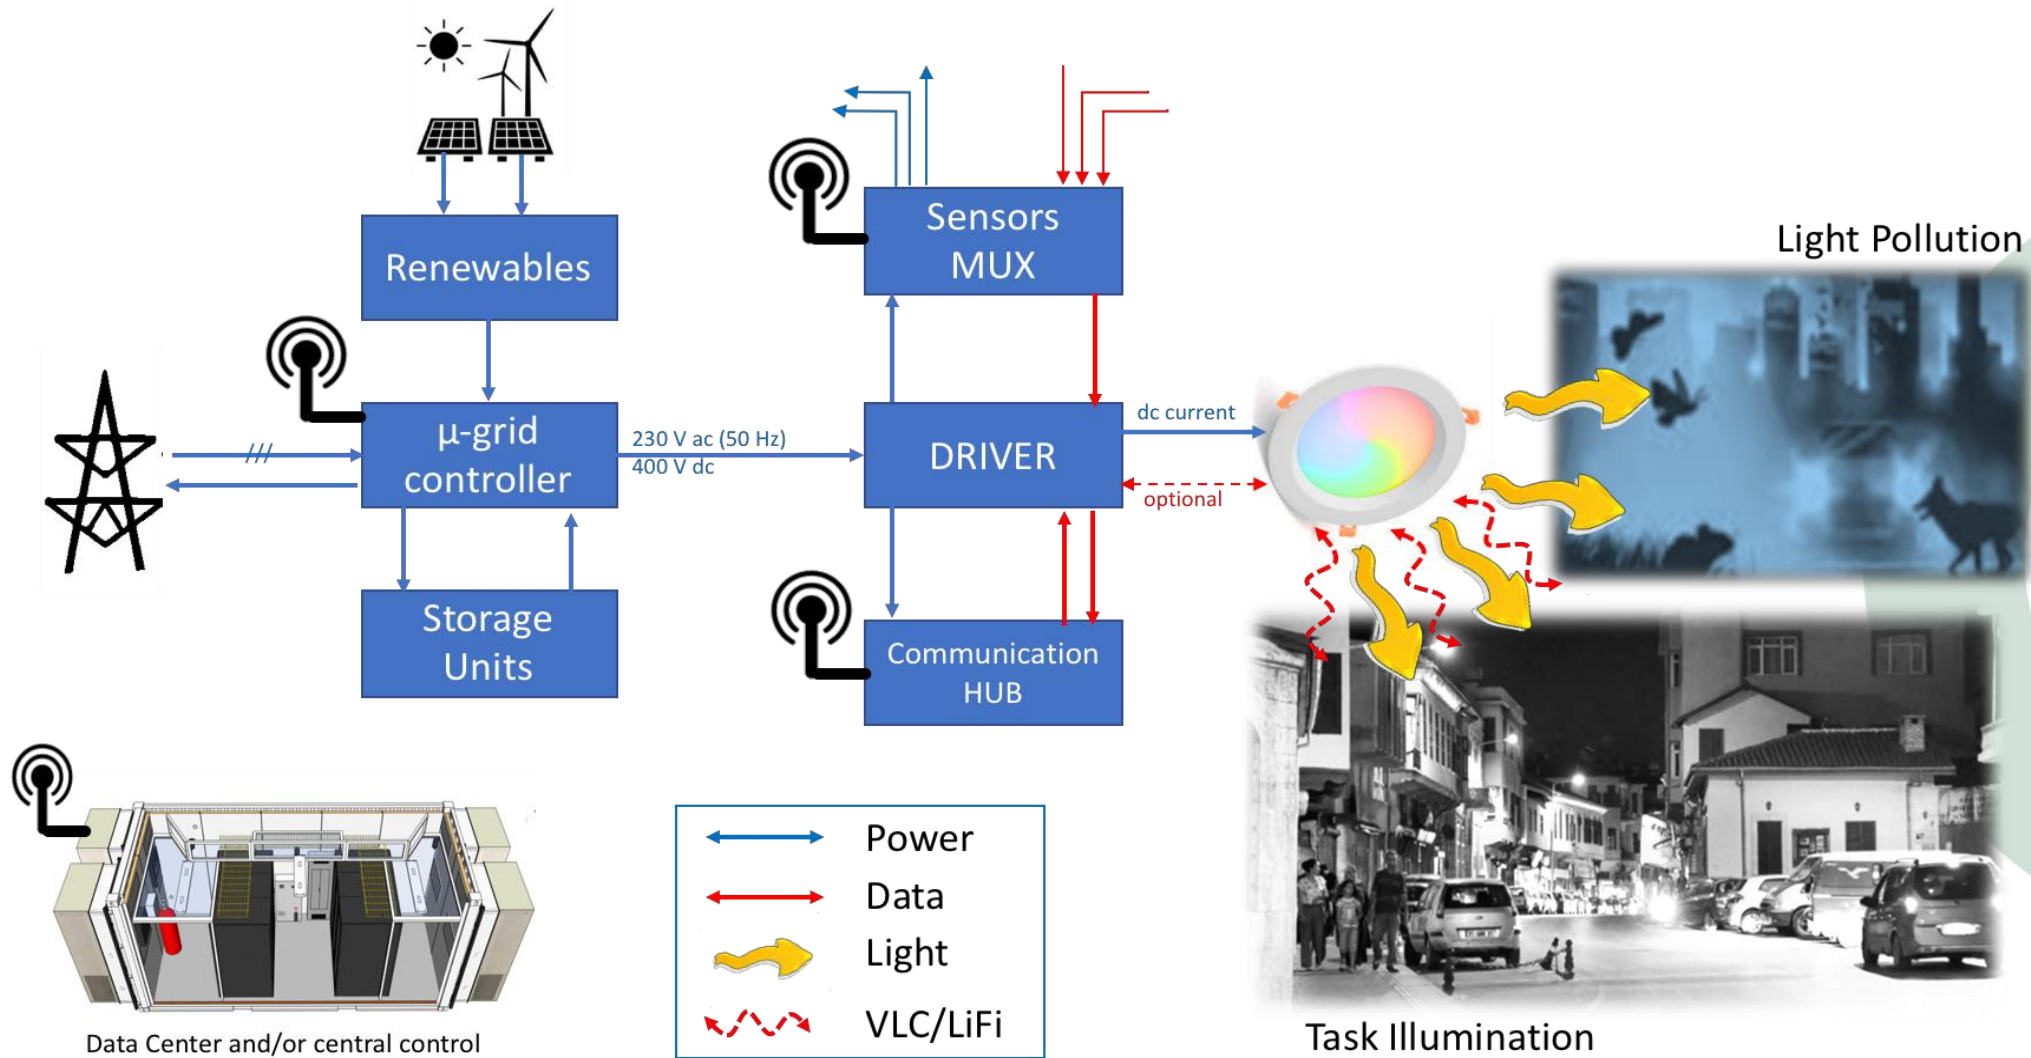 Sensors
MUX
Light Pollution
Renewables
μ-grid
controller
230 V ac (50 Hz)
400 V dc
DRIVER
dc current
optional
Storage
Units
Communication
HUB
Power
Data
Light
VLC/LiFi
Data Center and/or central control
Task Illumination